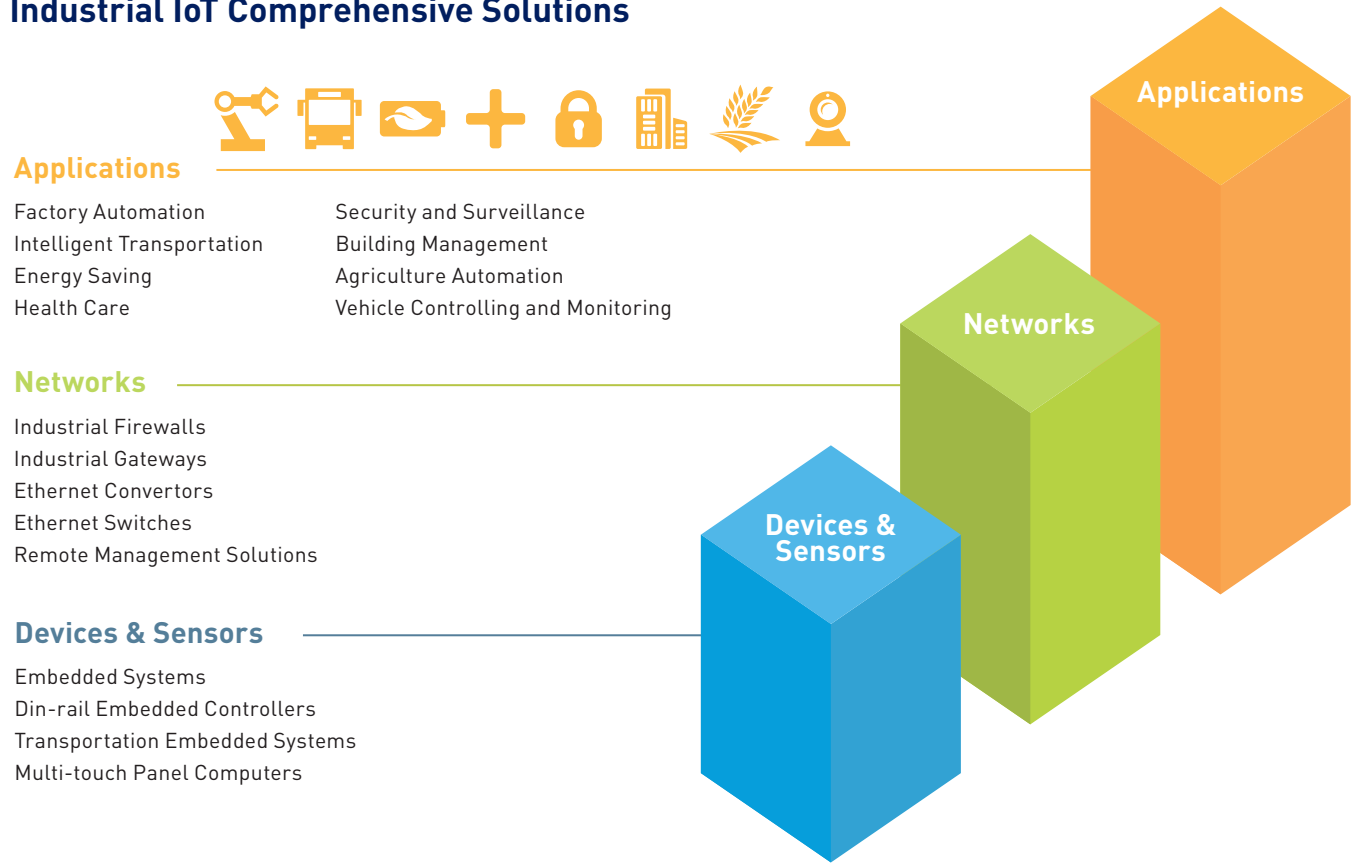 Industrial IoT Comprehensive Solutions
Applications
Applications
Factory Automation
Intelligent Transportation
Energy Saving
Health Care
Security and Surveillance
Building Management
Agriculture Automation
Vehicle Controlling and Monitoring
Networks
Networks
Industrial Firewalls
Industrial Gateways
Ethernet Convertors
Ethernet Switches
Remote Management Solutions
Devices &
Sensors
Devices & Sensors
Embedded Systems
Din-rail Embedded Controllers
Transportation Embedded Systems
Multi-touch Panel Computers